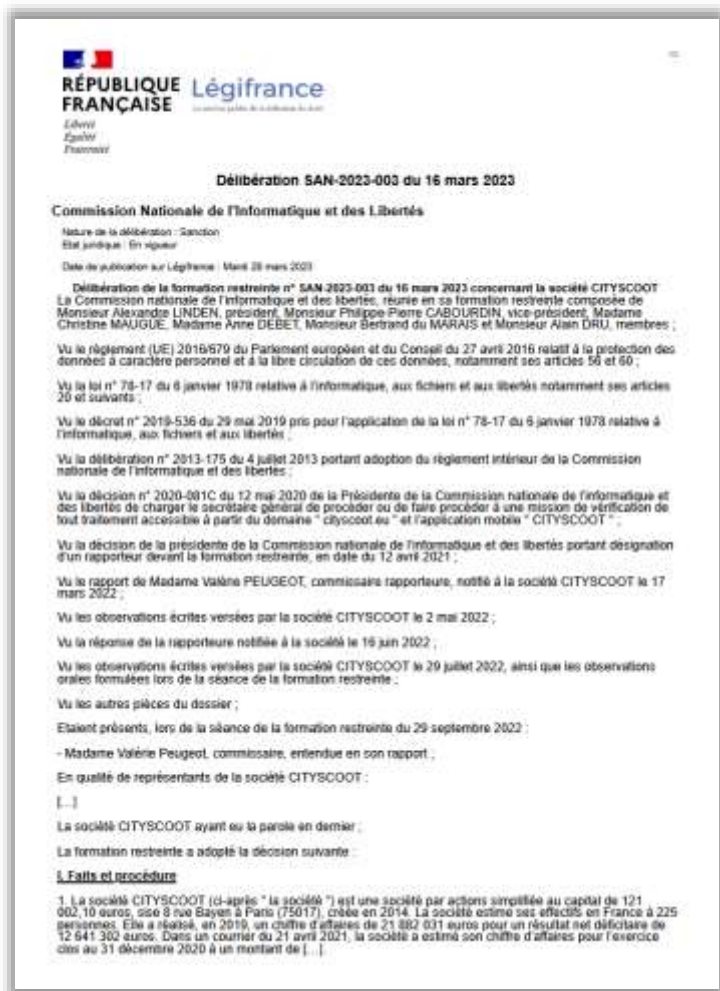 RÉPUBLIQUE
FRANÇAISE
Liberté
Égalité
Fraternité
Légifrance
Délibération SAN-2023-003 du 16 mars 2023
Commission Nationale de l'Informatique et des Libertés
Nature de la délibération : Sanction
Etat juridique : En vigueur
Date de publication sur Légifrance : Mardi 28 mars 2023
Délibération de la formation restreinte n° SAN-2023-003 du 16 mars 2023 concernant la société CITYSCOOT
La Commission nationale de l'informatique et des libertés, réunie en sa formation restreinte composée de
Monsieur Alexandre LINDEN, président, Monsieur Philippe-Pierre CABOURDIN, vice-président, Madame
Christine MAUGUE, Madame Anne DEBET, Monsieur Bertrand du MARAIS et Monsieur Alain DRU, membres ;
Vu le règlement (UE) 2016/679 du Parlement européen et du Conseil du 27 avril 2016 relatif à la protection des
données à caractère personnel et à la libre circulation de ces données, notamment ses articles 56 et 60 ;
Vu la loi n° 78-17 du 6 janvier 1978 relative à l'informatique, aux fichiers et aux libertés notamment ses articles
20 et suivants ;
Vu le décret n° 2019-536 du 29 mai 2019 pris pour l'application de la loi n° 78-17 du 6 janvier 1978 relative à
l'informatique, aux fichiers et aux libertés ;
Vu la délibération n° 2013-175 du 4 juillet 2013 portant adoption du règlement intérieur de la Commission
nationale de l'informatique et des libertés ;
Vu la décision n° 2020-081C du 12 mai 2020 de la Présidente de la Commission nationale de l'informatique et
des libertés de charger le secrétaire général de procéder ou de faire procéder à une mission de vérification de
tout traitement accessible à partir du domaine " cityscoot.eu " et l'application mobile " CITYSCOOT " ;
Vu la décision de la présidente de la Commission nationale de l'informatique et des libertés portant désignation
d'un rapporteur devant la formation restreinte, en date du 12 avril 2021 ;
Vu le rapport de Madame Valérie PEUGEOT, commissaire rapporteure, notifié à la société CITYSCOOT le 17
mars 2022 ;
Vu les observations écrites versées par la société CITYSCOOT le 2 mai 2022 ;
Vu la réponse de la rapporteure notifiée à la société le 16 juin 2022 ;
Vu les observations écrites versées par la société CITYSCOOT le 29 juillet 2022, ainsi que les observations
orales formulées lors de la séance de la formation restreinte ;
Vu les autres pièces du dossier ;
Etaient présents, lors de la séance de la formation restreinte du 29 septembre 2022 :
- Madame Valérie Peugeot, commissaire, entendue en son rapport ;
En qualité de représentants de la société CITYSCOOT :
[...]
La société CITYSCOOT ayant eu la parole en dernier ;
La formation restreinte a adopté la décision suivante :
I. Faits et procédure
1. La société CITYSCOOT (ci-après " la société ") est une société par actions simplifiée au capital de 121
002,10 euros, sise 8 rue Bayen à Paris (75017), créée en 2014. La société estime ses effectifs en France à 225
personnes. Elle a réalisé, en 2019, un chiffre d'affaires de 21 882 031 euros pour un résultat net déficitaire de
12 641 302 euros. Dans un courrier du 21 avril 2021, la société a estimé son chiffre d'affaires pour l'exercice
clos au 31 décembre 2020 à un montant de [...].